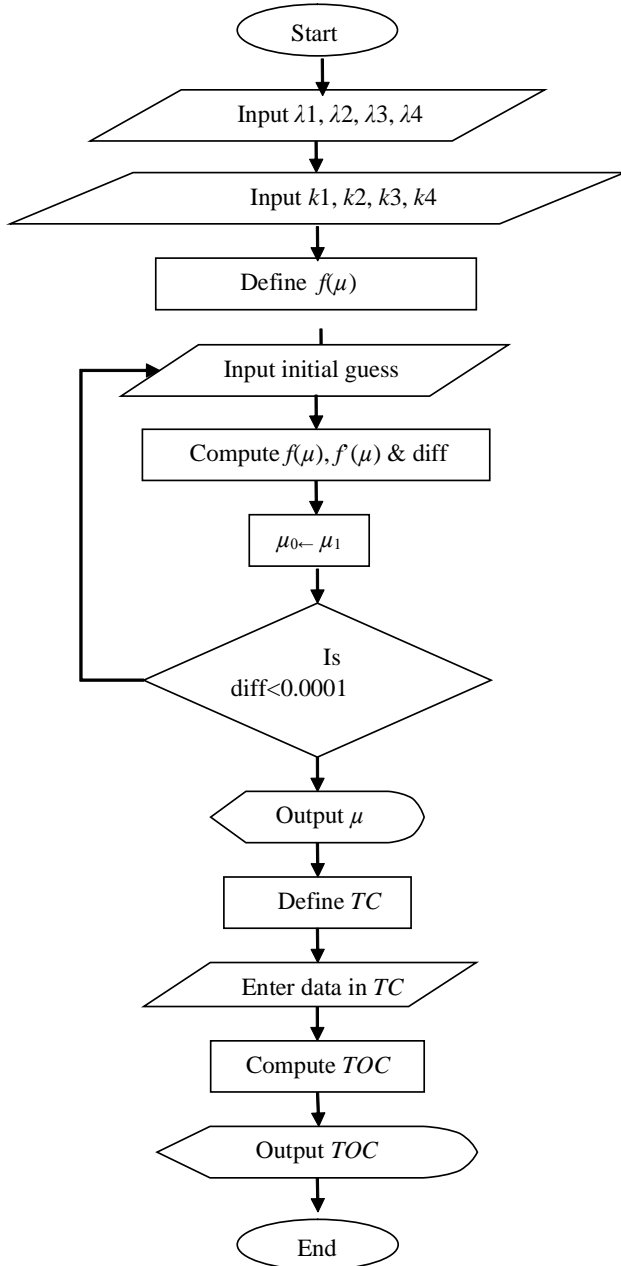 Start
Input λ1, λ2, λ3, λ4
Input k1, k2, k3, k4
Define f(μ)
Input initial guess
Compute f(μ), f'(μ) & diff
μ₀← μ₁
Is
diff<0.0001
Output μ
Define TC
Enter data in TC
Compute TOC
Output TOC
End